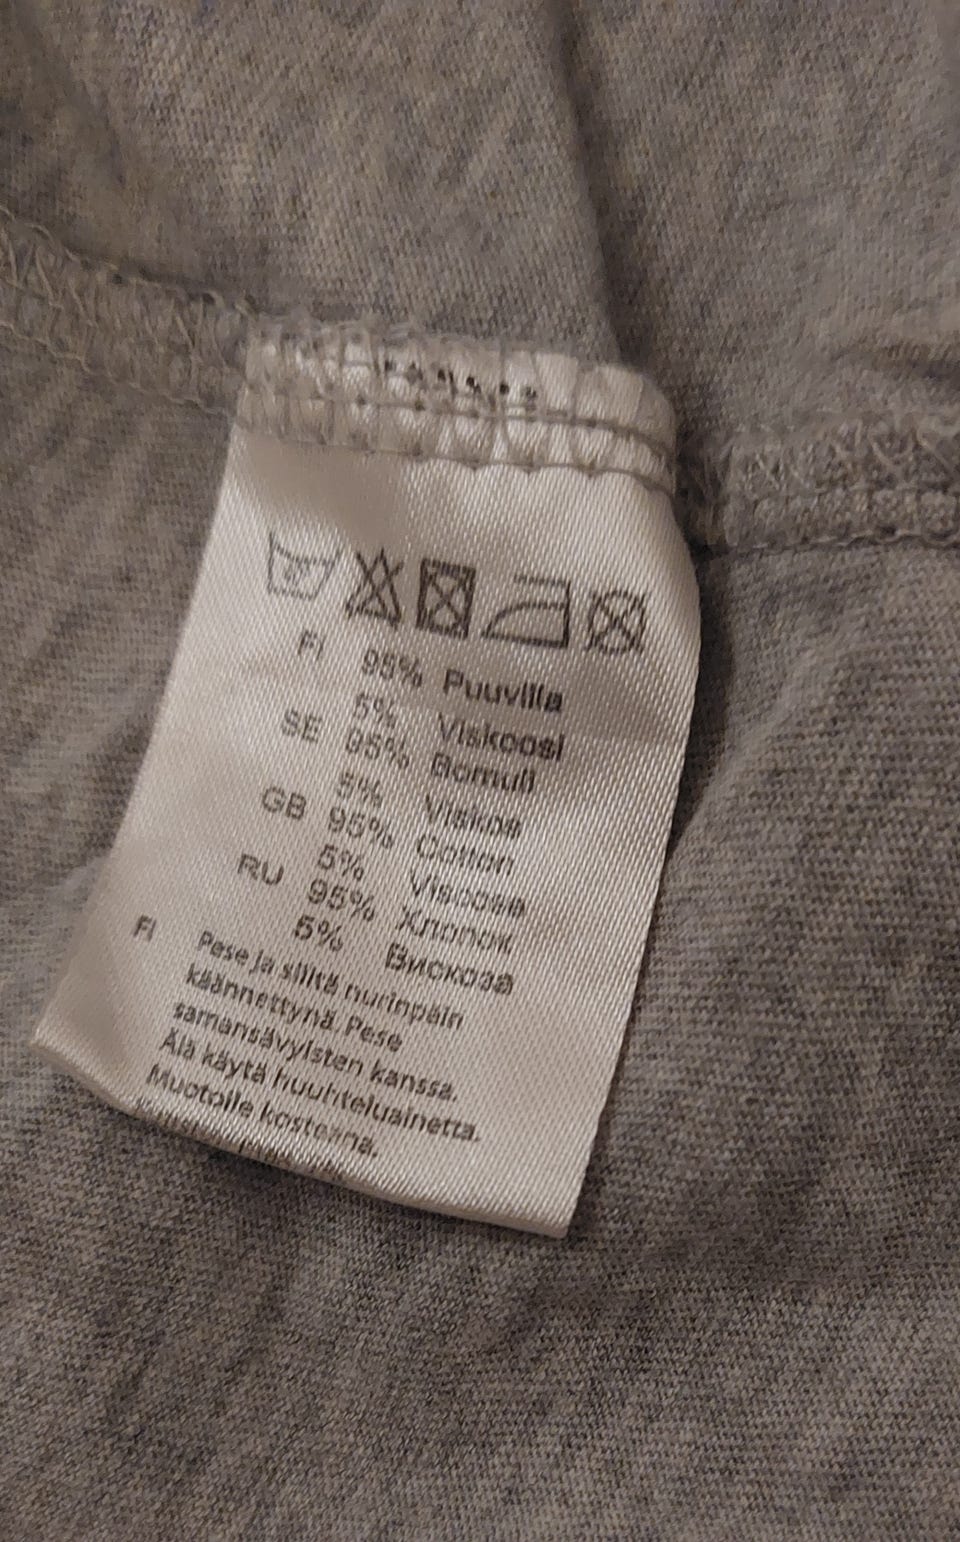 FI 95% Puuvilla
5% Viskoosi
SE 95% Bomull
5% Viskos
GB 95% Cotton
5% Viscose
RU 95% Хлопок
5% Вискоза
FI Pese ja silitä nurinpäin
käännettynä. Pese
samansävyisten kanssa.
Älä käytä huuhteluainetta.
Muotoile kosteana.